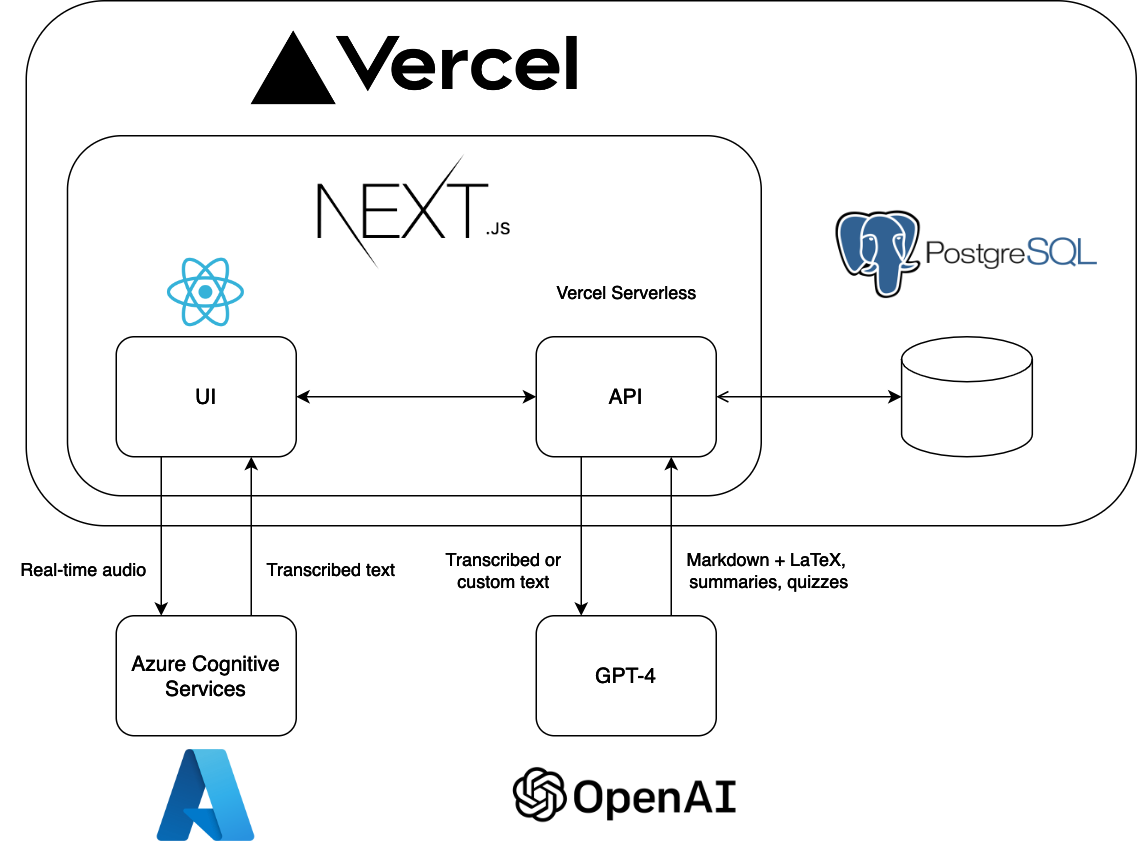 Vercel
NEXT.JS
PostgreSQL
Vercel Serverless
UI
API
Real-time audio
Transcribed text
Transcribed or
custom text
Markdown + LaTeX,
summaries, quizzes
Azure Cognitive
Services
GPT-4
OpenAI